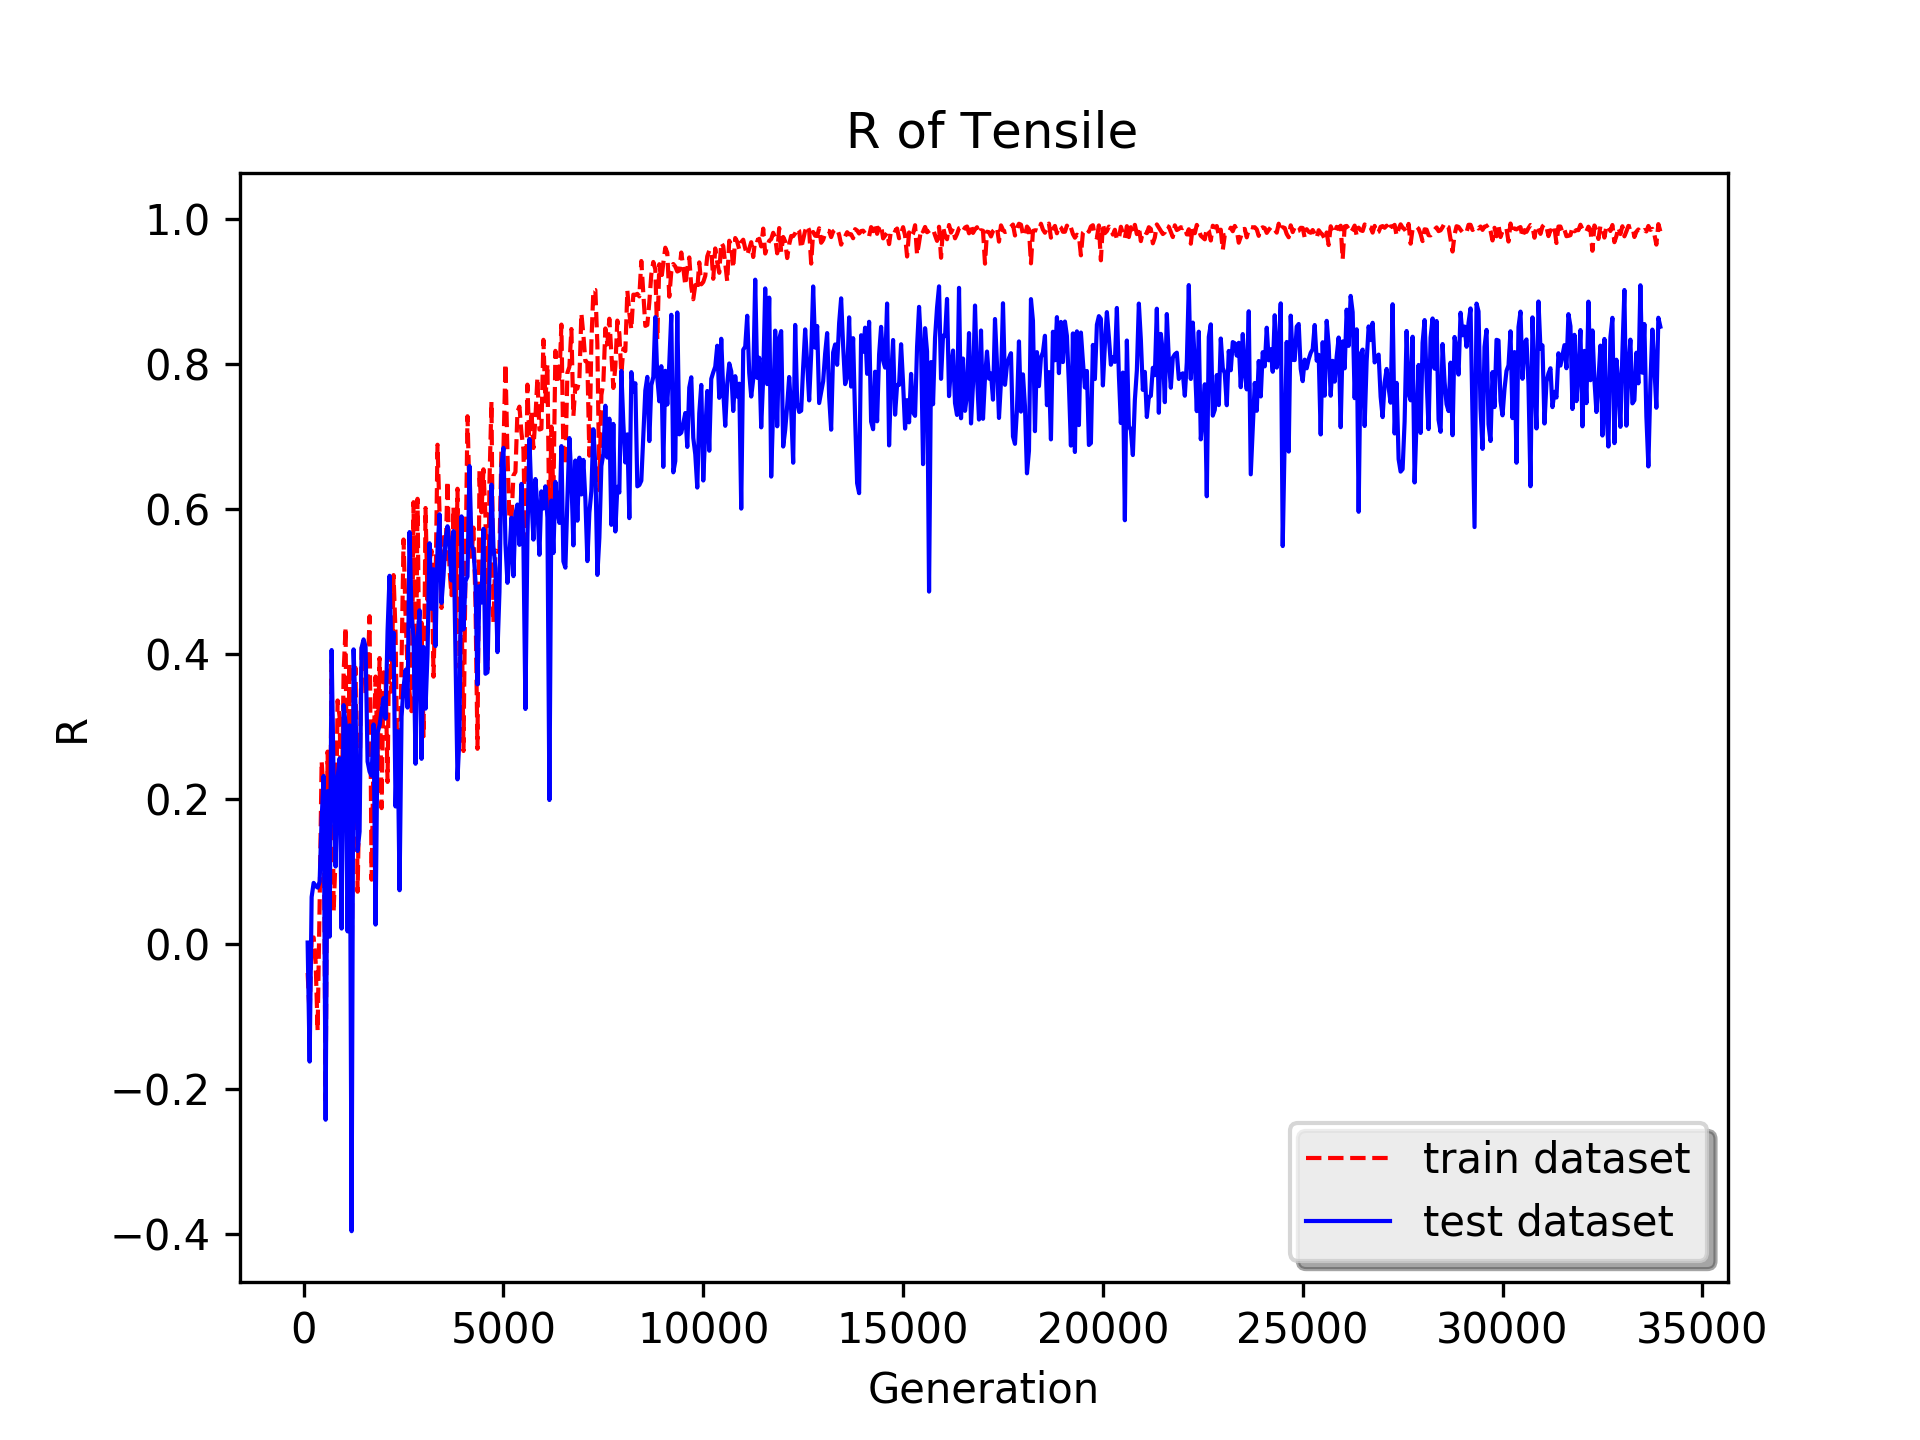 R of Tensile
1.0
0.8
0.6
0.4
0.2
0.0
−0.2
−0.4
R
0 5000 10000 15000 20000 25000 30000 35000
Generation
train dataset
test dataset